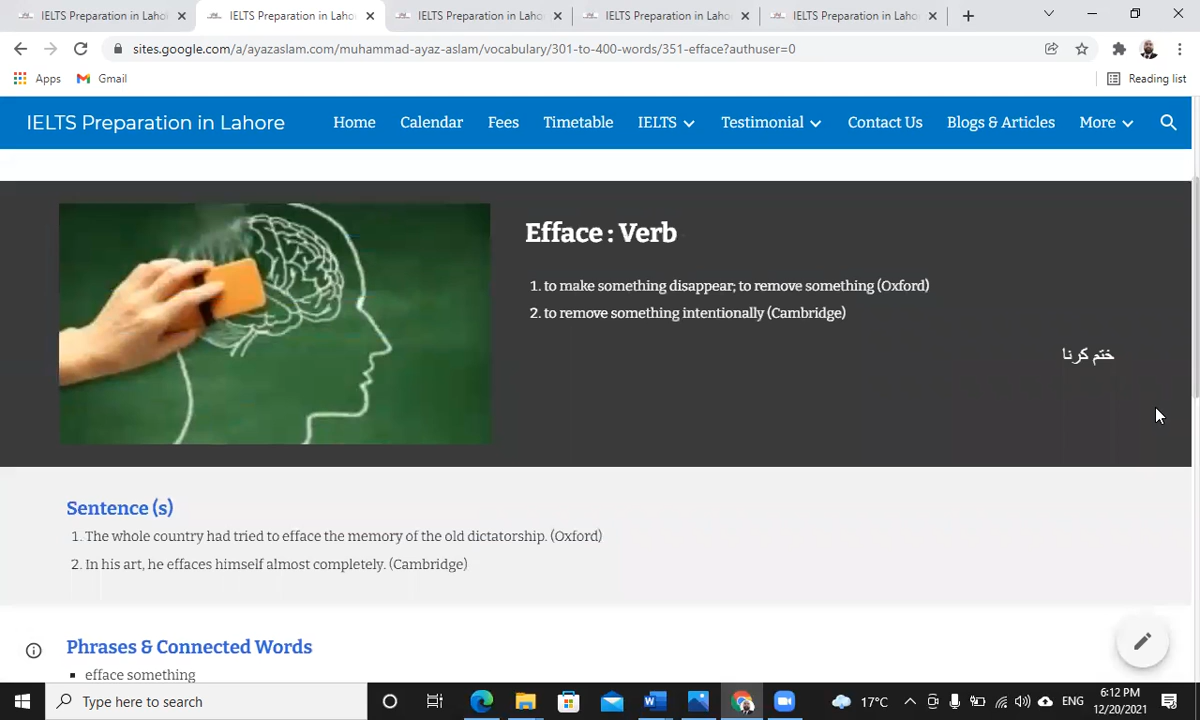 IELTS Preparation in Lahore
IELTS Preparation in Lahore
IELTS Preparation in Laho
IELTS Preparation in Laho
IELTS Preparation in Laho
sites.google.com/a/ayazaslam.com/muhammad-ayaz-aslam/vocabulary/301-to-400-words/351-efface?authuser=0
Apps Gmail Reading list
IELTS Preparation in Lahore Home Calendar Fees Timetable IELTS Testimonial Contact Us Blogs & Articles More
Efface : Verb
1. to make something disappear; to remove something (Oxford)
2. to remove something intentionally (Cambridge)
ختم کرنا
Sentence (s)
1. The whole country had tried to efface the memory of the old dictatorship. (Oxford)
2. In his art, he effaces himself almost completely. (Cambridge)
Phrases & Connected Words
▪ efface something
Type here to search 17°C ENG 6:12 PM
12/20/2021